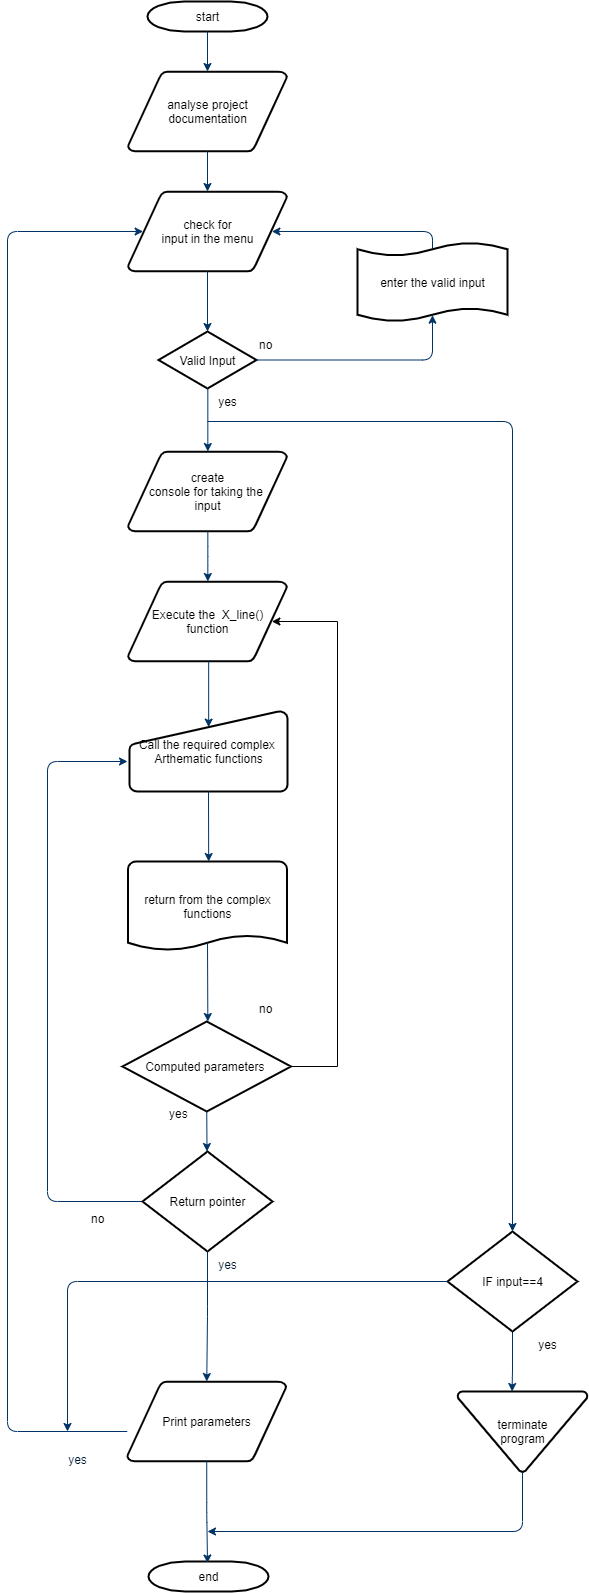 start
analyse project
documentation
check for
input in the menu
enter the valid input
no
Valid Input
yes
create
console for taking the
input
Execute the X_line()
function
Call the required complex
Arthematic functions
return from the complex
functions
no
Computed parameters
yes
Return pointer
no
yes
IF input==4
yes
Print parameters
terminate
program
yes
end